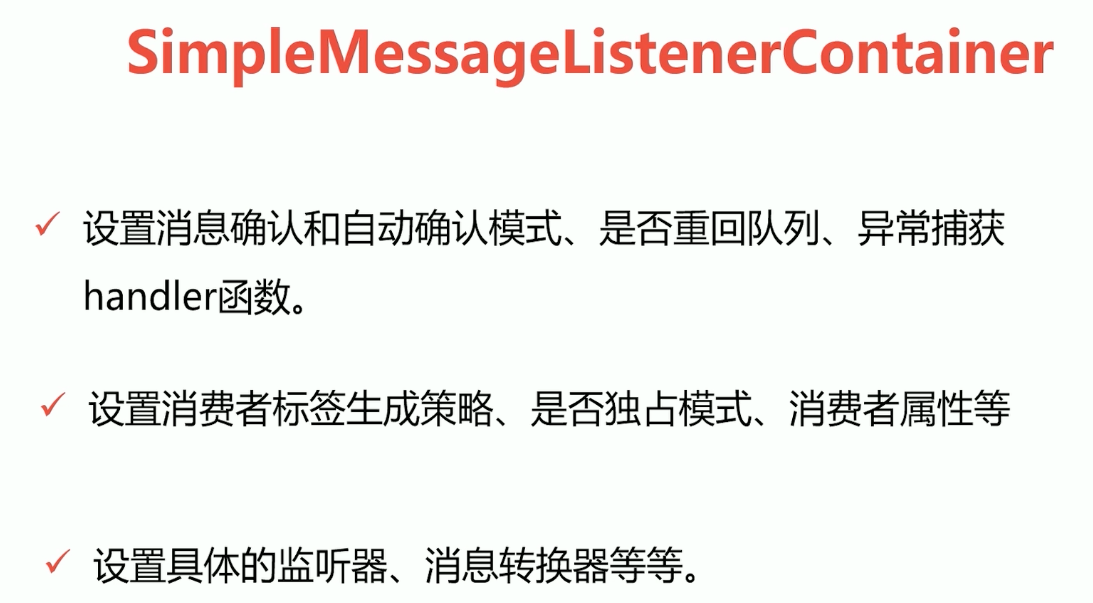 SimpleMessageListenerContainer
✓ 设置消息确认和自动确认模式、是否重回队列、异常捕获
handler函数。
✓ 设置消费者标签生成策略、是否独占模式、消费者属性等
✓ 设置具体的监听器、消息转换器等等。